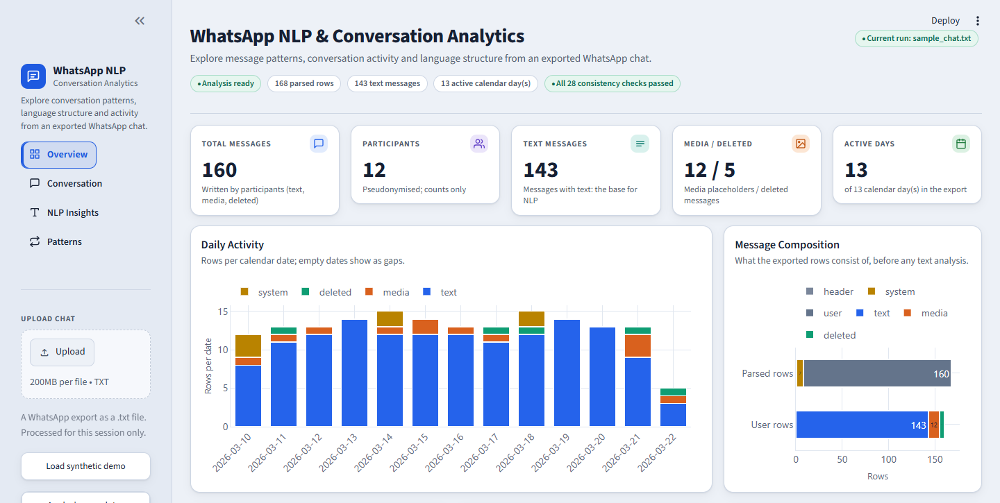 WhatsApp NLP
Conversation Analytics
Explore conversation patterns,
language structure and activity
from an exported WhatsApp chat.
Overview
Conversation
NLP Insights
Patterns
UPLOAD CHAT
Upload
200MB per file • TXT
A WhatsApp export as a .txt file.
Processed for this session only.
Load synthetic demo
Deploy
WhatsApp NLP & Conversation Analytics
• Current run: sample_chat.txt
Explore message patterns, conversation activity and language structure from an exported WhatsApp chat.
• Analysis ready
168 parsed rows
143 text messages
13 active calendar day(s)
• All 28 consistency checks passed
TOTAL MESSAGES
160
Written by participants (text,
media, deleted)
PARTICIPANTS
12
Pseudonymised; counts only
TEXT MESSAGES
143
Messages with text: the base for
NLP
MEDIA / DELETED
12 / 5
Media placeholders / deleted
messages
ACTIVE DAYS
13
of 13 calendar day(s) in the export
Daily Activity
Rows per calendar date; empty dates show as gaps.
system deleted media text
Rows per date
15
10
5
0
2026-03-10
2026-03-11
2026-03-12
2026-03-13
2026-03-14
2026-03-15
2026-03-16
2026-03-17
2026-03-18
2026-03-19
2026-03-20
2026-03-21
2026-03-22
Message Composition
What the exported rows consist of, before any text analysis.
header system
user text media
deleted
Parsed rows 160
User rows 143 12
0 50 100 150
Rows